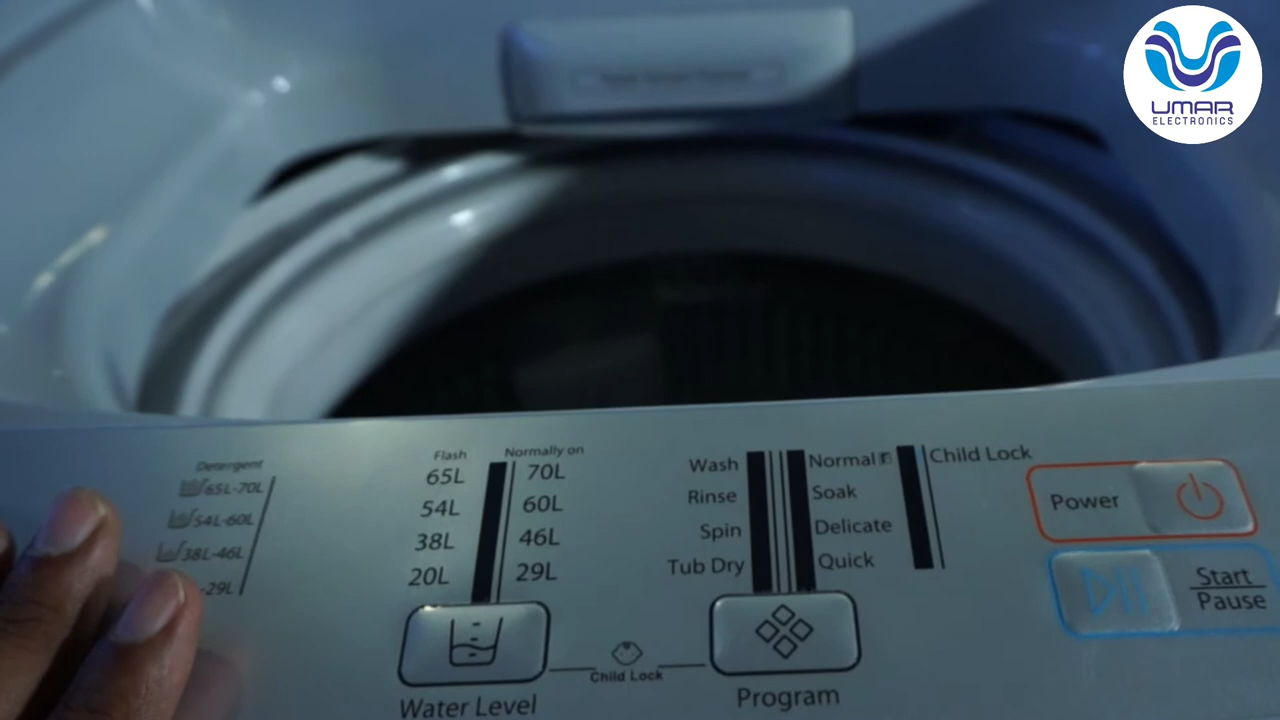 UMAR
ELECTRONICS
Detergent
65L-70L
54L-60L
38L-46L
-29L
Flash
65L
54L
38L
20L
Normally on
70L
60L
46L
29L
Water Level
Child Lock
Wash
Rinse
Spin
Tub Dry
Normal
Soak
Delicate
Quick
Program
Child Lock
Power
Start
Pause